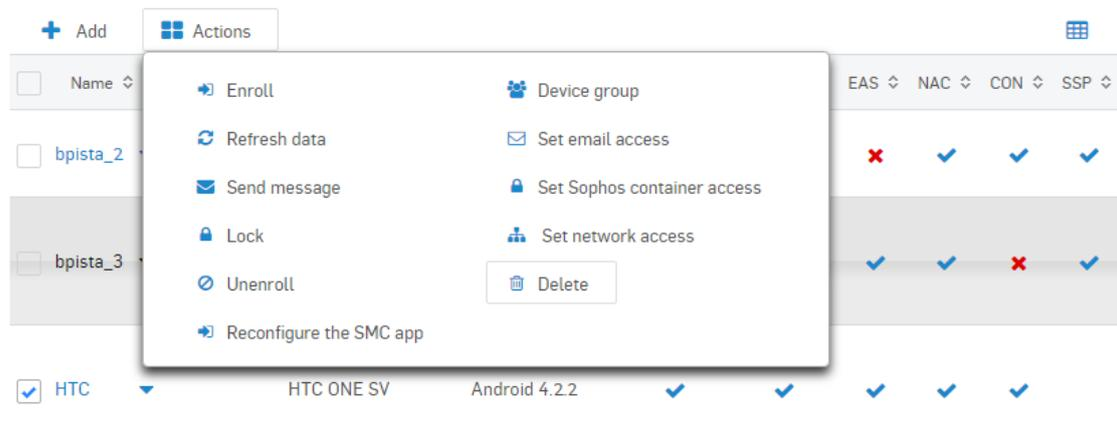 Add Actions
Name EAS NAC CON SSP
Enroll Device group
Refresh data Set email access
bpista_2
Send message Set Sophos container access
Lock Set network access
bpista_3
Unenroll Delete
Reconfigure the SMC app
HTC HTC ONE SV Android 4.2.2